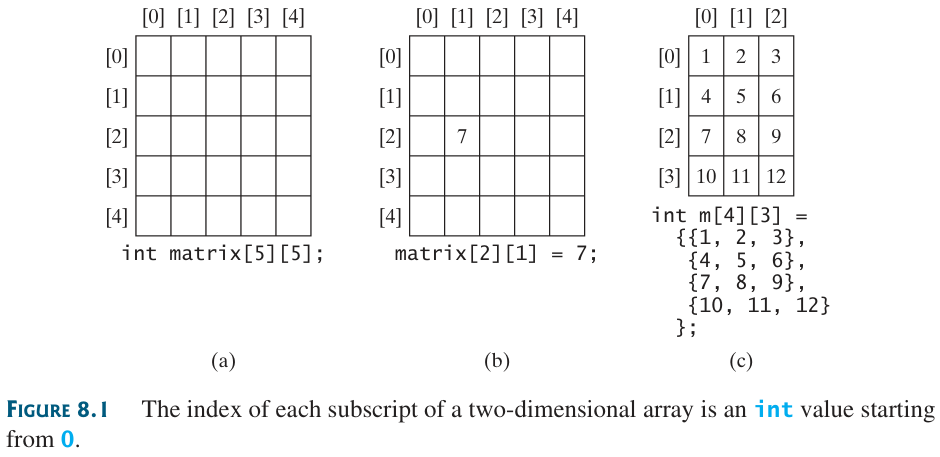 [0] [1] [2] [3] [4]
[0]
[1]
[2]
[3]
[4]
int matrix[5][5];
(a)
[0] [1] [2] [3] [4]
[0]
[1]
[2] 7
[3]
[4]
matrix[2][1] = 7;
(b)
[0] [1] [2]
[0] 1 2 3
[1] 4 5 6
[2] 7 8 9
[3] 10 11 12
int m[4][3] =
{{1, 2, 3},
{4, 5, 6},
{7, 8, 9},
{10, 11, 12}
};
(c)
FIGURE 8.1 The index of each subscript of a two-dimensional array is an int value starting
from 0.